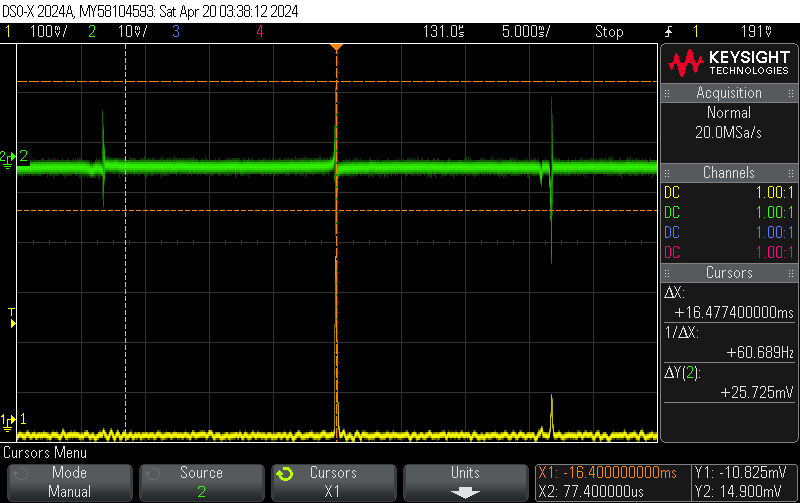 DSO-X 2024A, MY58104593: Sat Apr 20 03:38:12 2024
1 100㎷/ 2 10㎷/ 3 4 131.0㎲ 5.000㎳/ Stop 1 191㎷
KEYSIGHT
TECHNOLOGIES
Acquisition
Normal
20.0MSa/s
2 2
Channels
DC 1.00:1
DC 1.00:1
DC 1.00:1
DC 1.00:1
Cursors
ΔX:
+16.477400000ms
1/ΔX:
+60.689Hz
ΔY(2):
+25.725mV
T
1 1
Cursors Menu
Mode
Manual
Source
2
Cursors
X1
Units
X1: -16.400000000ms
X2: 77.400000us
Y1: -10.825mV
Y2: 14.900mV